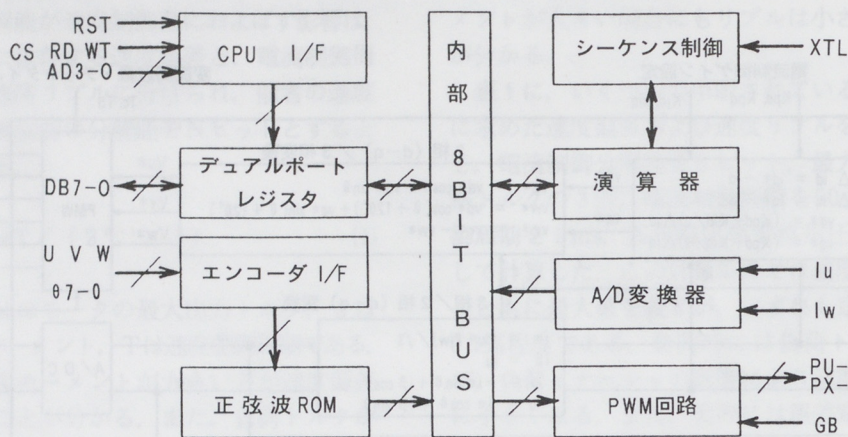 RST
CS RD WT
AD3-0
CPU I/F
デュアルポート
レジスタ
DB7-0
U V W
θ7-0
エンコーダ I/F
正弦波ROM
内部8BIT BUS
シーケンス制御
XTL
演算器
A/D変換器
Iu
Iw
PWM回路
PU-
PX-
GB